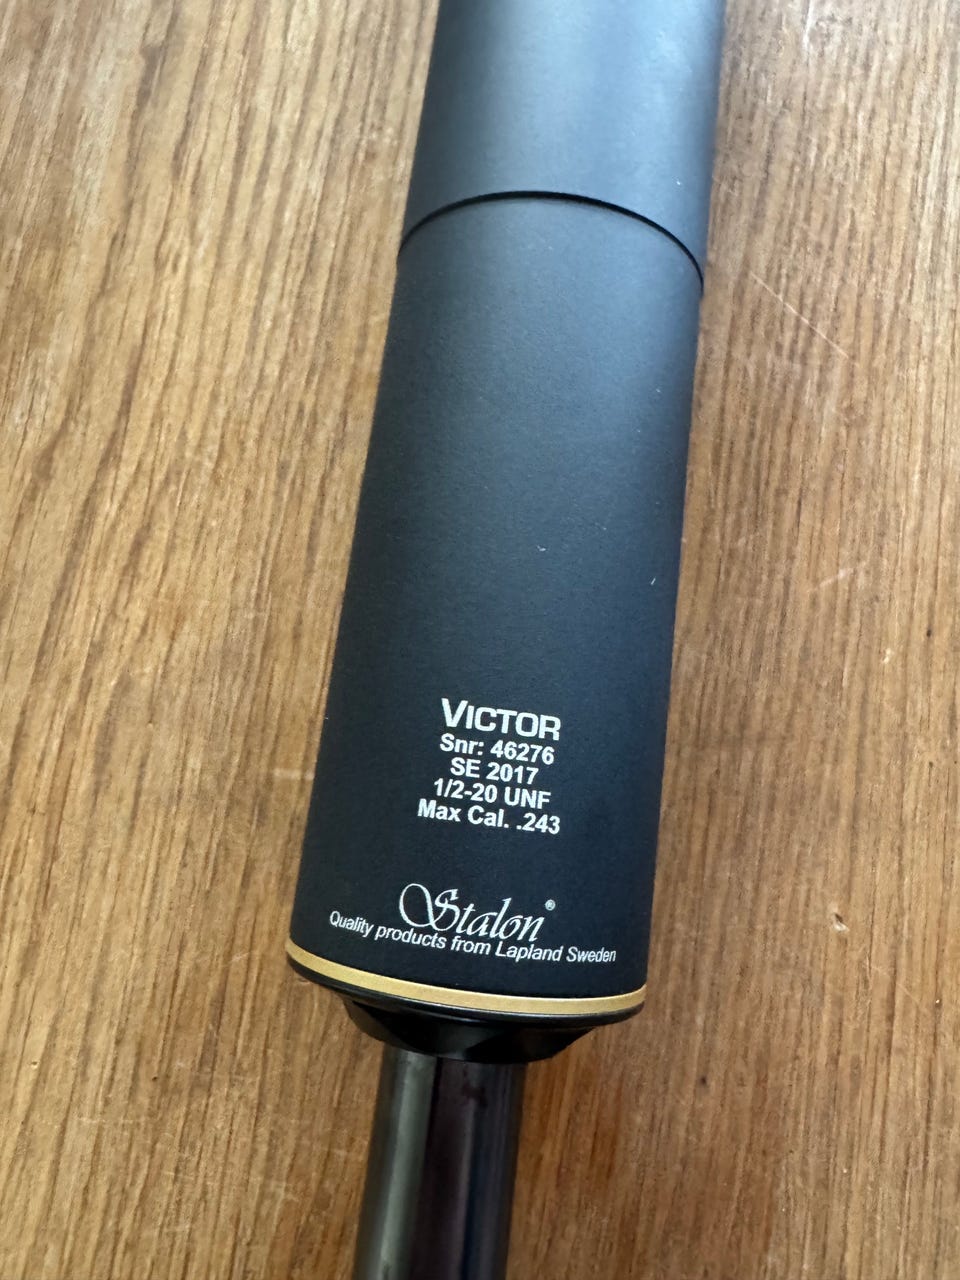 VICTOR
Snr: 46276
SE 2017
1/2-20 UNF
Max Cal. .243
Stalon®
Quality products from Lapland Sweden